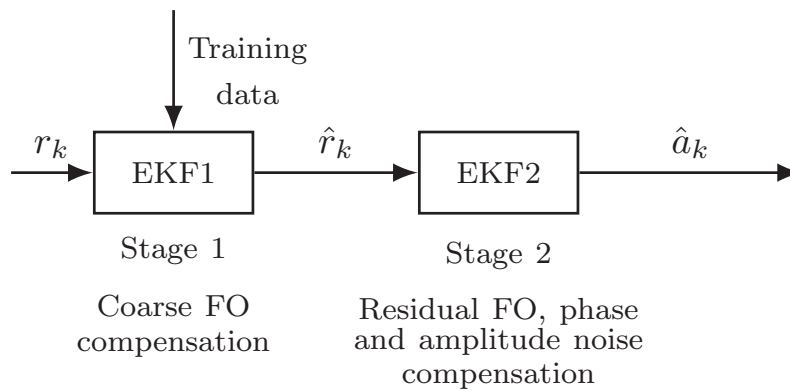 Training
data
r_k
EKF1
r̂_k
EKF2
â_k
Stage 1
Stage 2
Coarse FO
compensation
Residual FO, phase
and amplitude noise
compensation